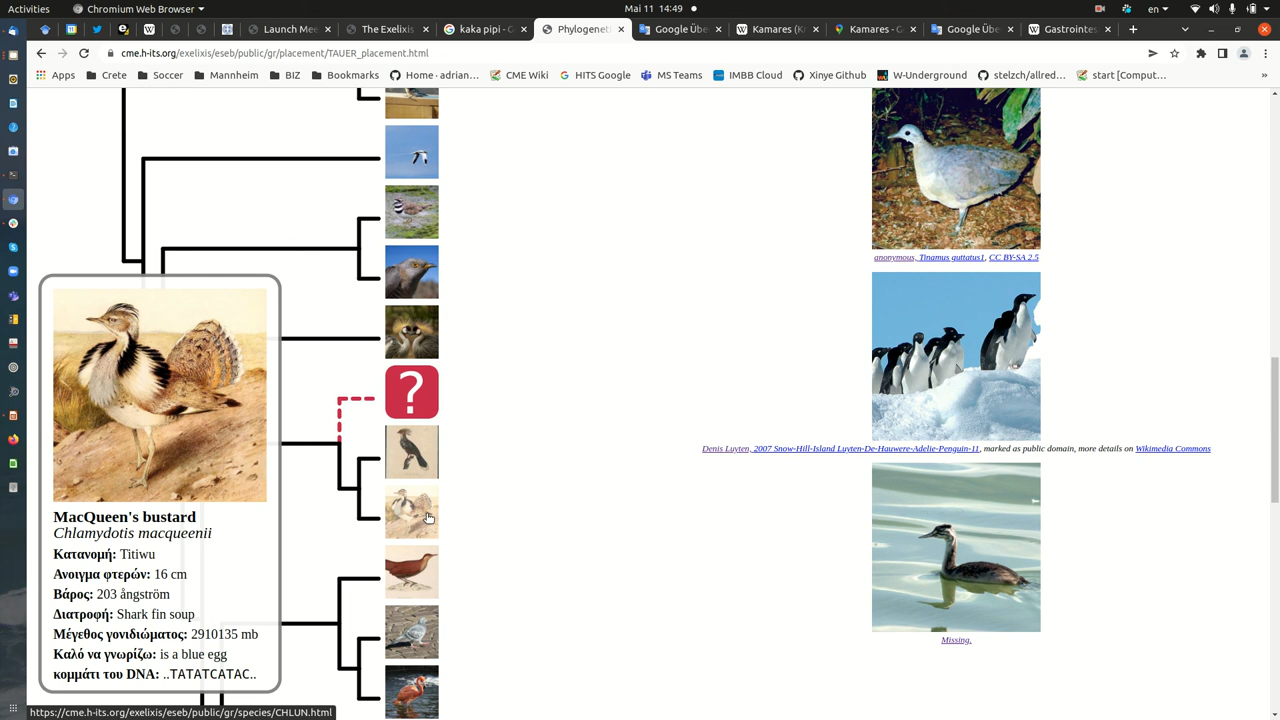 Activities
Mai 11 14:49
Launch Mee
The Exelixis
kaka pipi - G
Phylogeneti
Google Übe
Kamares (Kr
Kamares - Go
Google Übe
Gastrointes
cme.h-its.org/exelixis/eseb/public/gr/placement/TAUER_placement.html
Apps
Crete
Soccer
Mannheim
BIZ
Bookmarks
Home · adrian…
CME Wiki
HITS Google
MS Teams
IMBB Cloud
Xinye Github
W-Underground
stelzch/allred…
start [Comput…
»
anonymous, Tinamus guttatus1, CC BY-SA 2.5
?
Denis Luyten, 2007 Snow-Hill-Island Luyten-De-Hauwere-Adelie-Penguin-11, marked as public domain, more details on Wikimedia Commons
MacQueen's bustard
Chlamydotis macqueenii
Κατανομή: Titiwu
Ανοιγμα φτερών: 16 cm
Βάρος: 203 ångström
Διατροφή: Shark fin soup
Μέγεθος γονιδιώματος: 2910135 mb
Καλό να γνωρίζω: is a blue egg
κομμάτι του DNA: ..TATATCATAC..
Missing.
https://cme.h-its.org/exelixis/eseb/public/gr/species/CHLUN.html